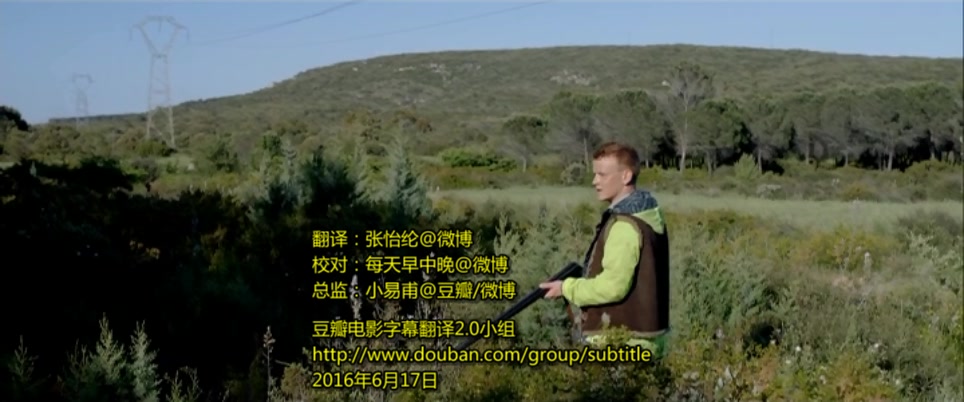 翻译：张怡纶@微博
校对：每天早中晚@微博
总监：小易甫@豆瓣/微博
豆瓣电影字幕翻译2.0小组
http://www.douban.com/group/subtitle
2016年6月17日